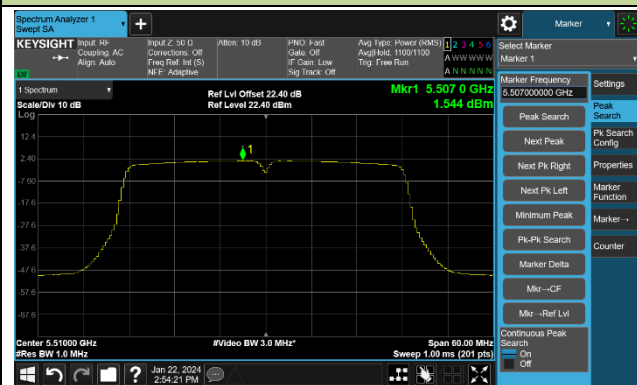 Spectrum Analyzer 1
Swept SA
Marker
KEYSIGHT
Input: RF
Coupling: AC
Align: Auto
Input Z: 50 Ω
Corrections: Off
Freq Ref: Int (S)
NFE: Adaptive
Atten: 10 dB
PNO: Fast
Gate: Off
IF Gain: Low
Sig Track: Off
Avg Type: Power (RMS)
Avg|Hold: 1100/1100
Trig: Free Run
1 2 3 4 5 6
A W W W W W
A N N N N N
Select Marker
Marker 1
1 Spectrum
Scale/Div 10 dB
Log
Ref Lvl Offset 22.40 dB
Ref Level 22.40 dBm
Mkr1 5.507 0 GHz
1.544 dBm
12.4
2.40
-7.60
-17.6
-27.6
-37.6
-47.6
-57.6
-67.6
1
Center 5.51000 GHz
#Res BW 1.0 MHz
#Video BW 3.0 MHz*
Span 60.00 MHz
Sweep 1.00 ms (201 pts)
Marker Frequency
5.507000000 GHz
Peak Search
Next Peak
Next Pk Right
Next Pk Left
Minimum Peak
Pk-Pk Search
Marker Delta
Mkr→CF
Mkr→Ref Lvl
Continuous Peak
Search
On
Off
Settings
Peak
Search
Pk Search
Config
Properties
Marker
Function
Marker→
Counter
Jan 22, 2024
2:54:21 PM